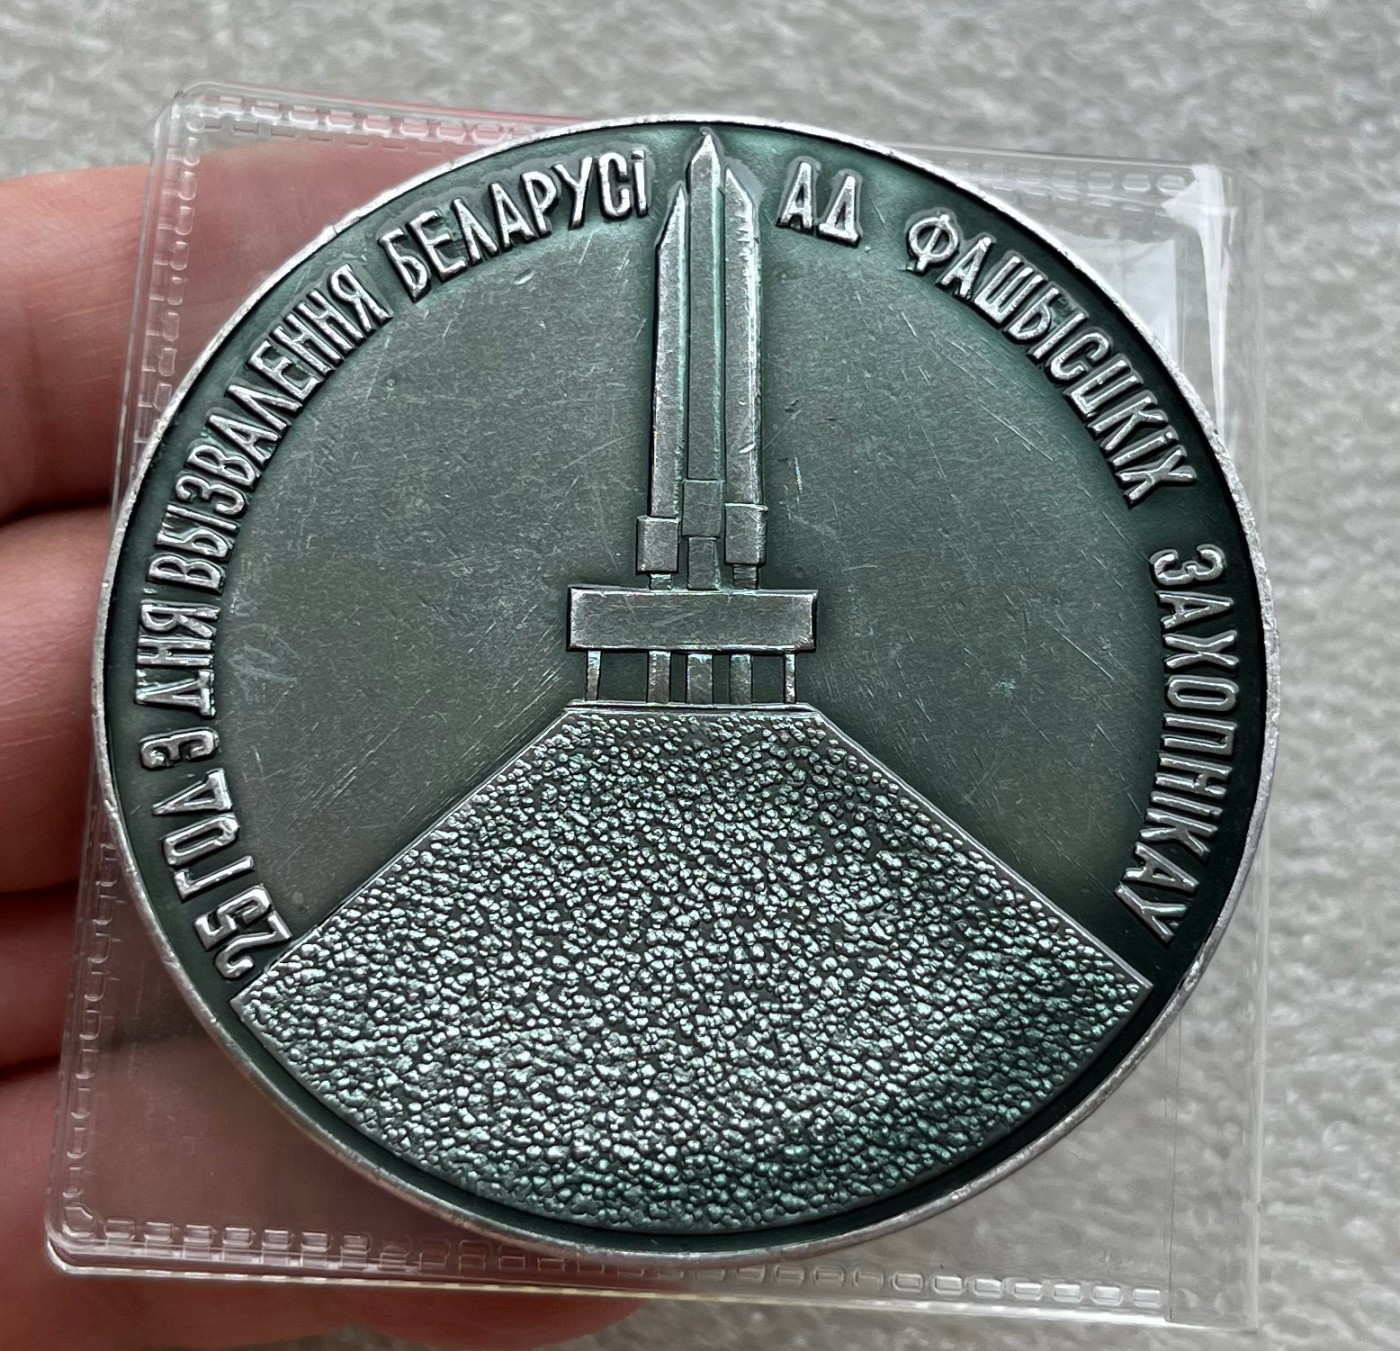 25 ГОД З ДНЯ ВЫЗВАЛЕННЯ БЕЛАРУСІ АД ФАШЫСЦКІХ ЗАХОПНІКАЎ